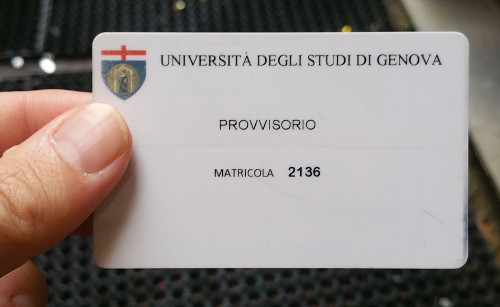 UNIVERSITÀ DEGLI STUDI DI GENOVA
PROVVISORIO
MATRICOLA 2136